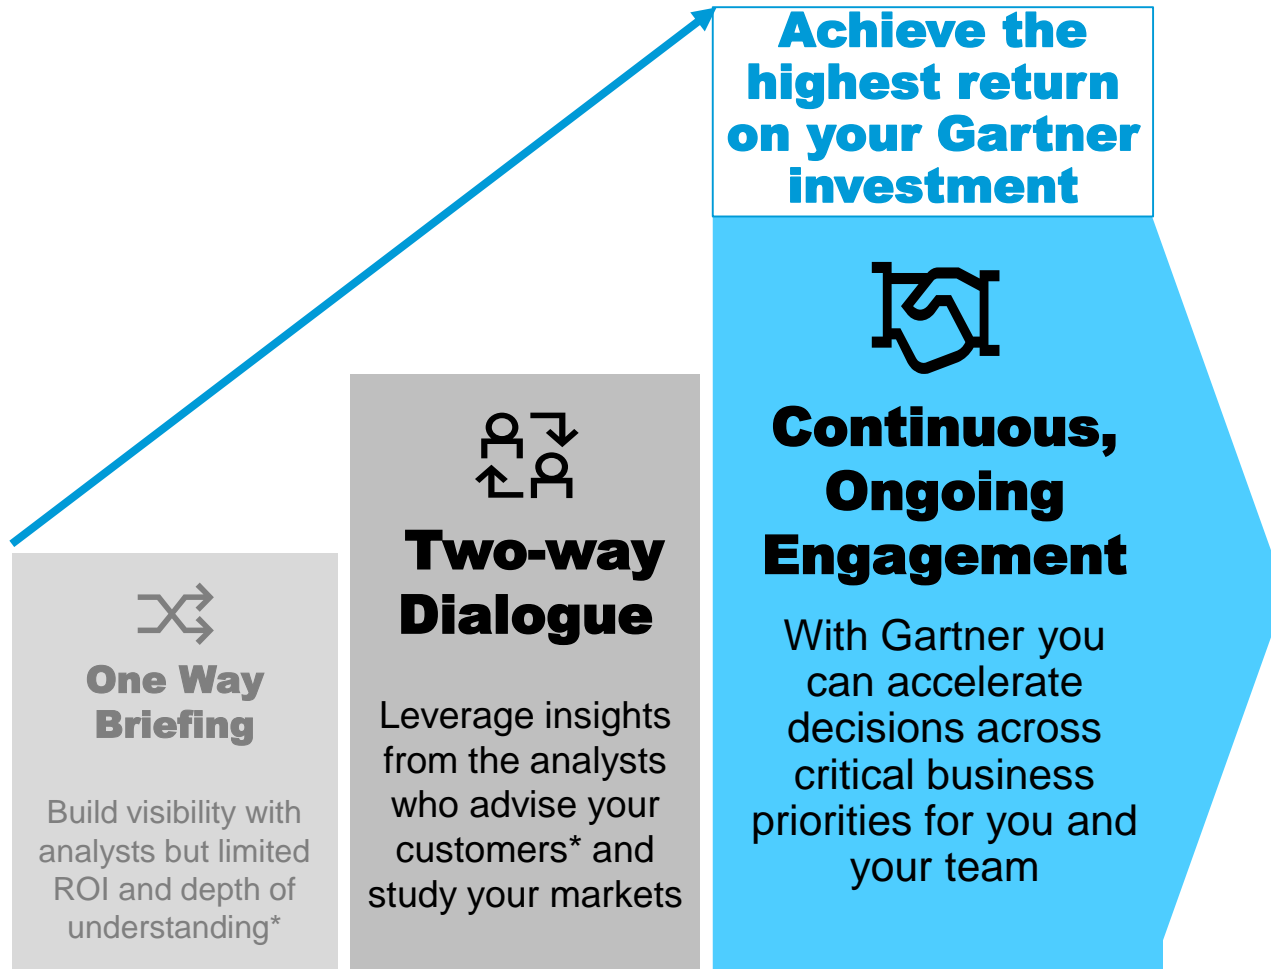 Achieve the
highest return
on your Gartner
investment
One Way
Briefing
Build visibility with
analysts but limited
ROI and depth of
understanding*
Two-way
Dialogue
Leverage insights
from the analysts
who advise your
customers* and
study your markets
Continuous,
Ongoing
Engagement
With Gartner you
can accelerate
decisions across
critical business
priorities for you and
your team